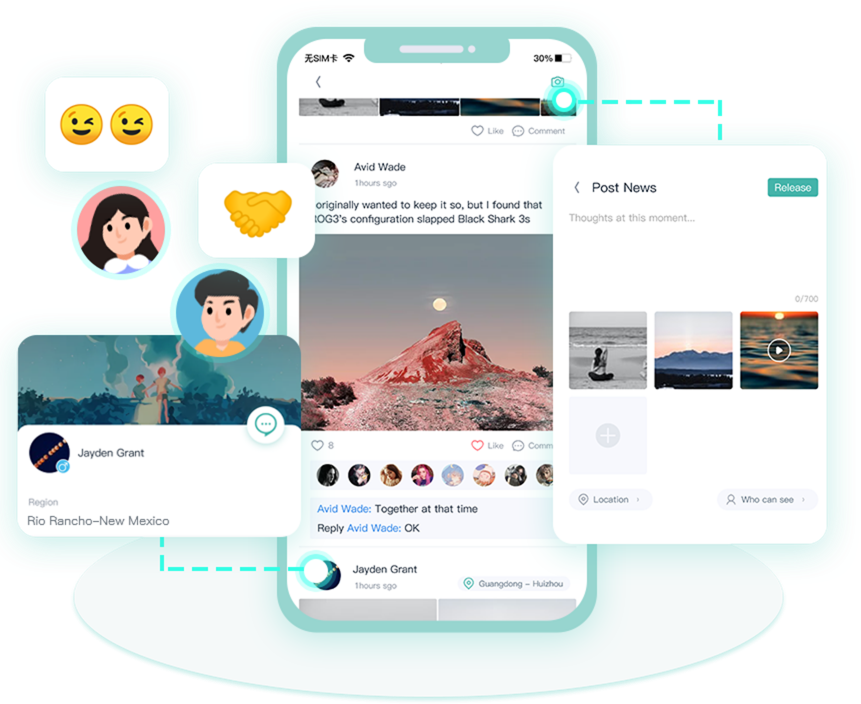 无SIM卡
30%
Like
Comment
Avid Wade
1hours sgo
originally wanted to keep it so, but I found that
ROG3's configuration slapped Black Shark 3s
8
Like
Comm
Avid Wade: Together at that time
Reply Avid Wade: OK
Jayden Grant
1hours sgo
Guangdong – Huizhou
Jayden Grant
Region
Rio Rancho–New Mexico
Post News
Release
Thoughts at this moment...
0/700
Location
Who can see